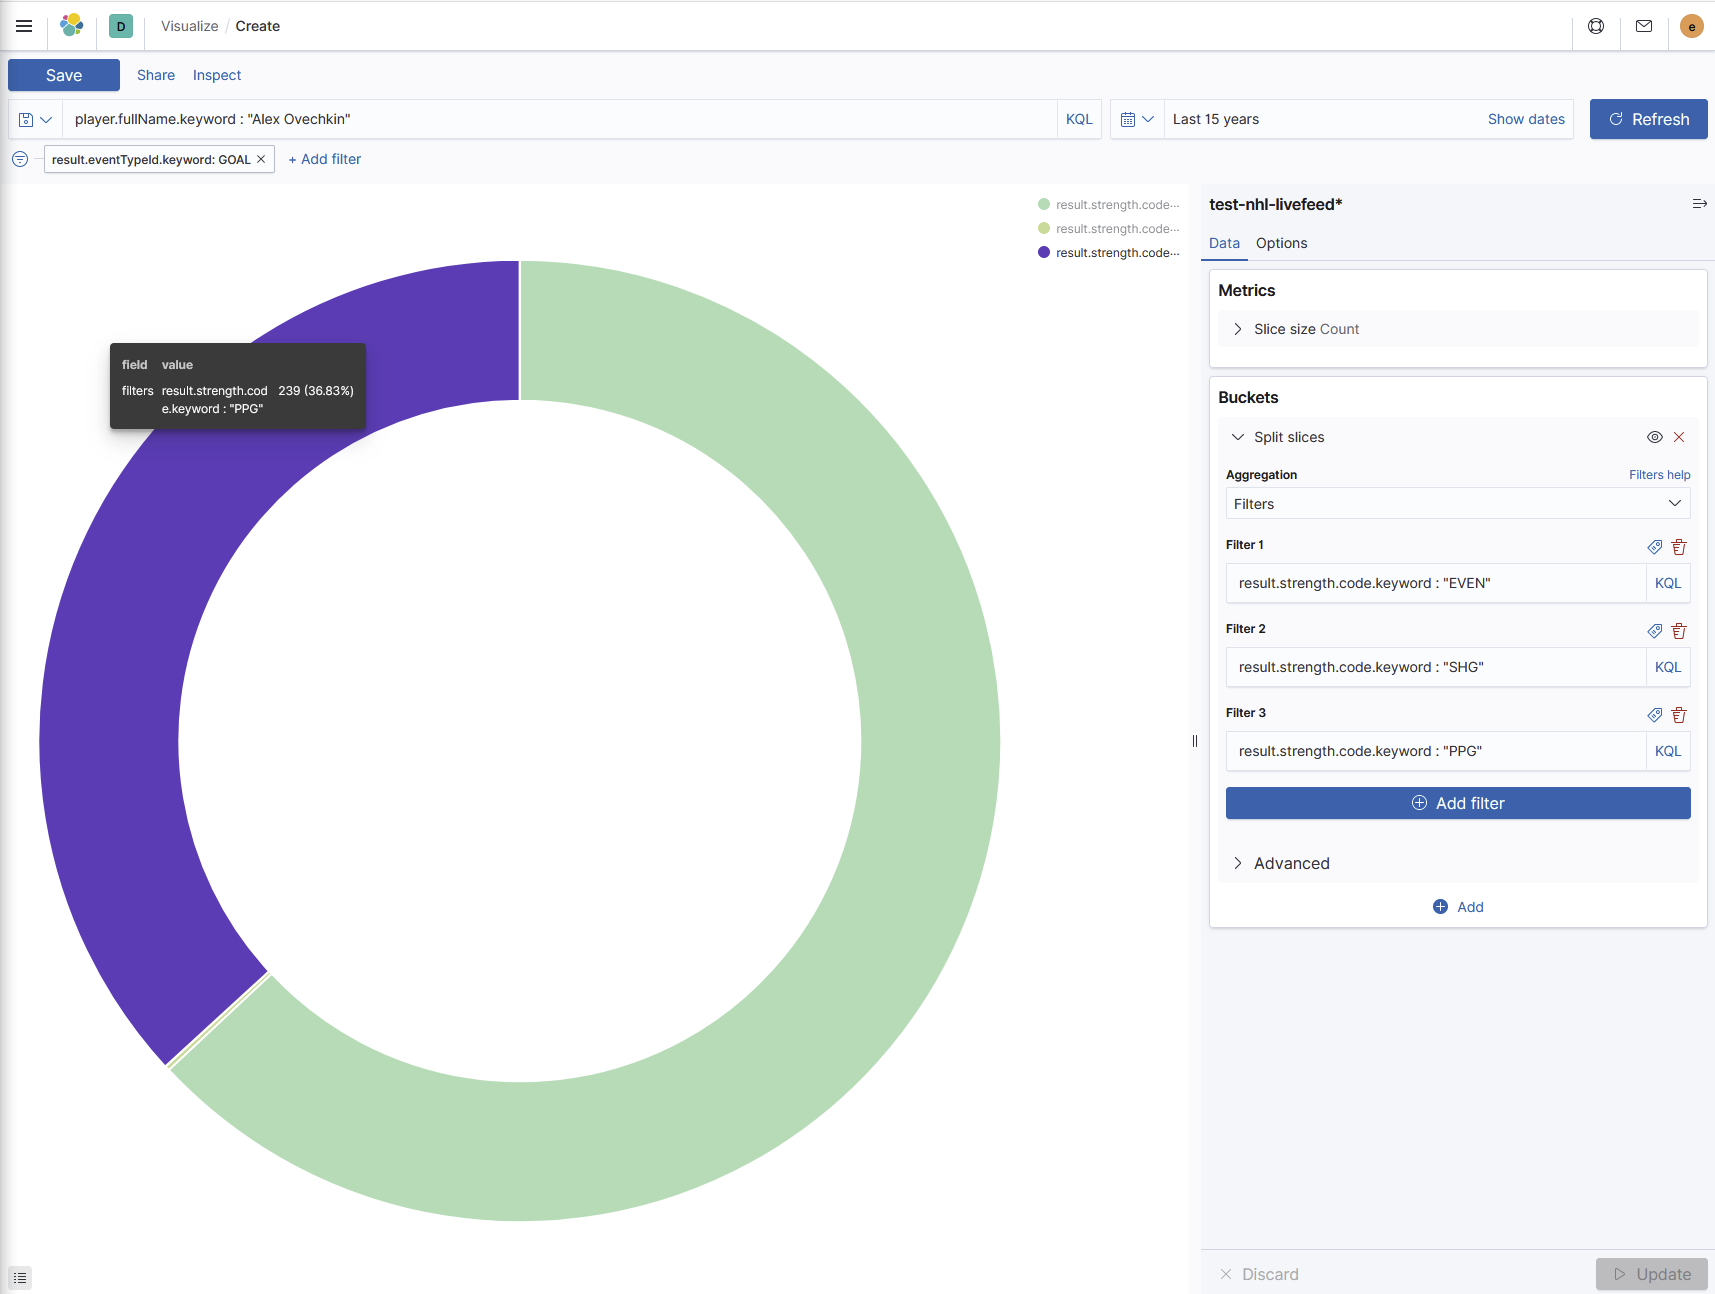 D
Visualize / Create
e
Save
Share
Inspect
player.fullName.keyword : "Alex Ovechkin"
KQL
Last 15 years
Show dates
Refresh
result.eventTypeId.keyword: GOAL ×
+ Add filter
result.strength.code···
result.strength.code···
result.strength.code···
field value
filters result.strength.cod 239 (36.83%)
e.keyword : "PPG"
test-nhl-livefeed*
Data
Options
Metrics
Slice size Count
Buckets
Split slices
Aggregation
Filters help
Filters
Filter 1
result.strength.code.keyword : "EVEN"
KQL
Filter 2
result.strength.code.keyword : "SHG"
KQL
Filter 3
result.strength.code.keyword : "PPG"
KQL
Add filter
Advanced
Add
Discard
Update